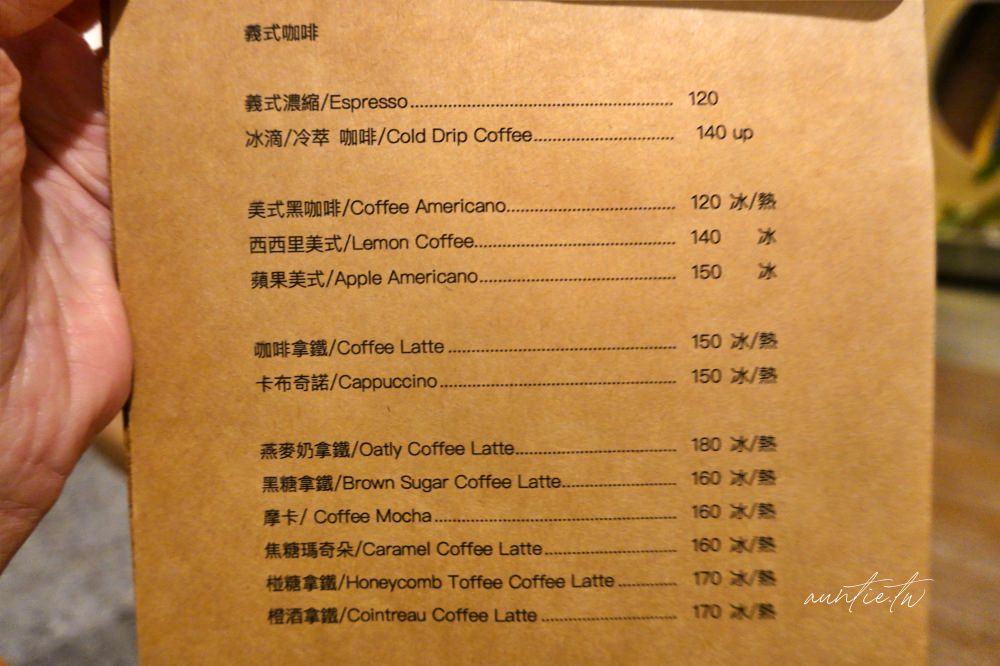 義式咖啡
義式濃縮/Espresso........................................................ 120
冰滴/冷萃 咖啡/Cold Drip Coffee.............................. 140 up
美式黑咖啡/Coffee Americano.................................... 120 冰/熱
西西里美式/Lemon Coffee........................................... 140 冰
蘋果美式/Apple Americano.......................................... 150 冰
咖啡拿鐵/Coffee Latte ................................................. 150 冰/熱
卡布奇諾/Cappuccino................................................... 150 冰/熱
燕麥奶拿鐵/Oatly Coffee Latte................................... 180 冰/熱
黑糖拿鐵/Brown Sugar Coffee Latte......................... 160 冰/熱
摩卡/ Coffee Mocha..................................................... 160 冰/熱
焦糖瑪奇朵/Caramel Coffee Latte ............................. 160 冰/熱
椪糖拿鐵/Honeycomb Toffee Coffee Latte ............. 170 冰/熱
橙酒拿鐵/Cointreau Coffee Latte .............................. 170 冰/熱
auntie.tw